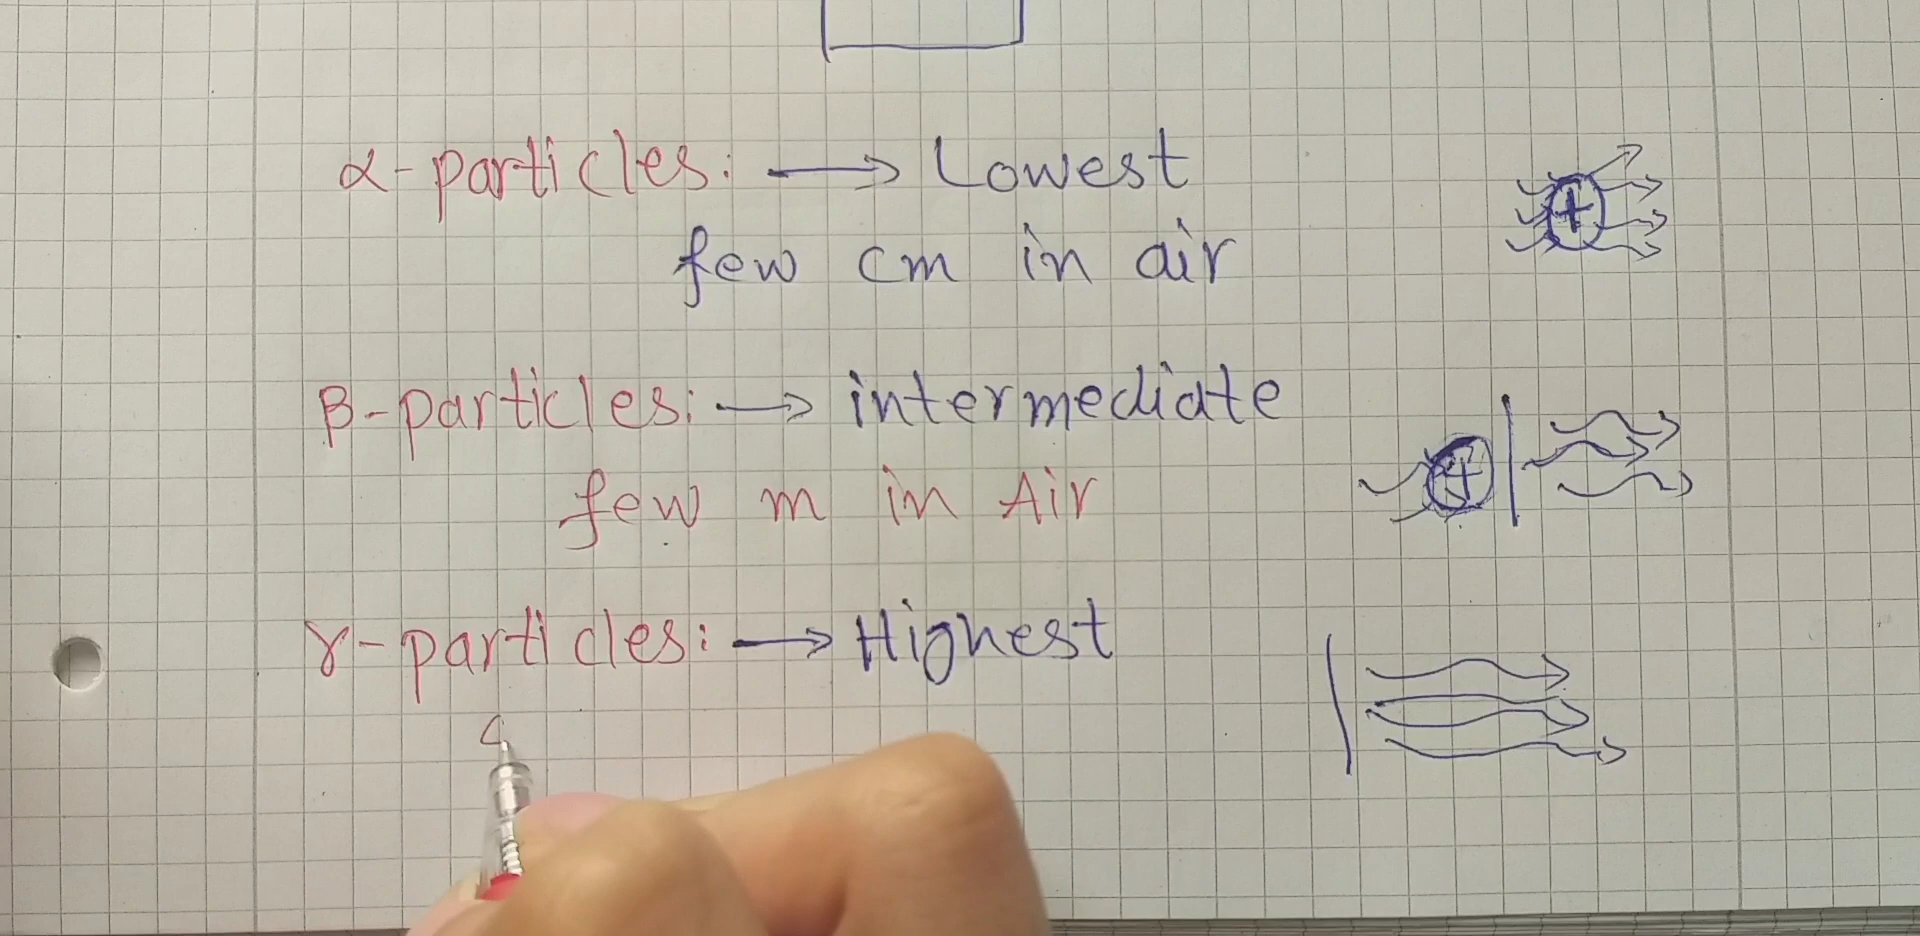 α-particles: → Lowest
few cm in air
+
β-particles: → intermediate
few m in Air
+
γ-particles: → Highest